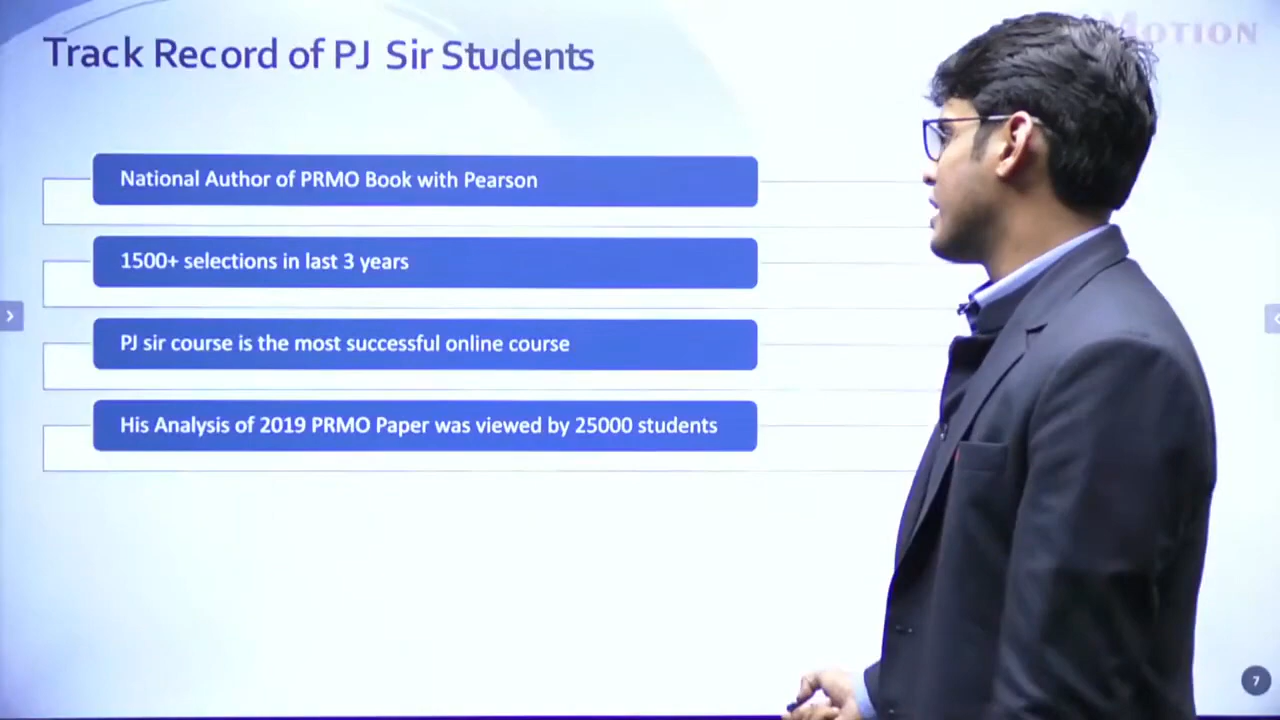 Track Record of PJ Sir Students
MOTION
National Author of PRMO Book with Pearson
1500+ selections in last 3 years
PJ sir course is the most successful online course
His Analysis of 2019 PRMO Paper was viewed by 25000 students
7